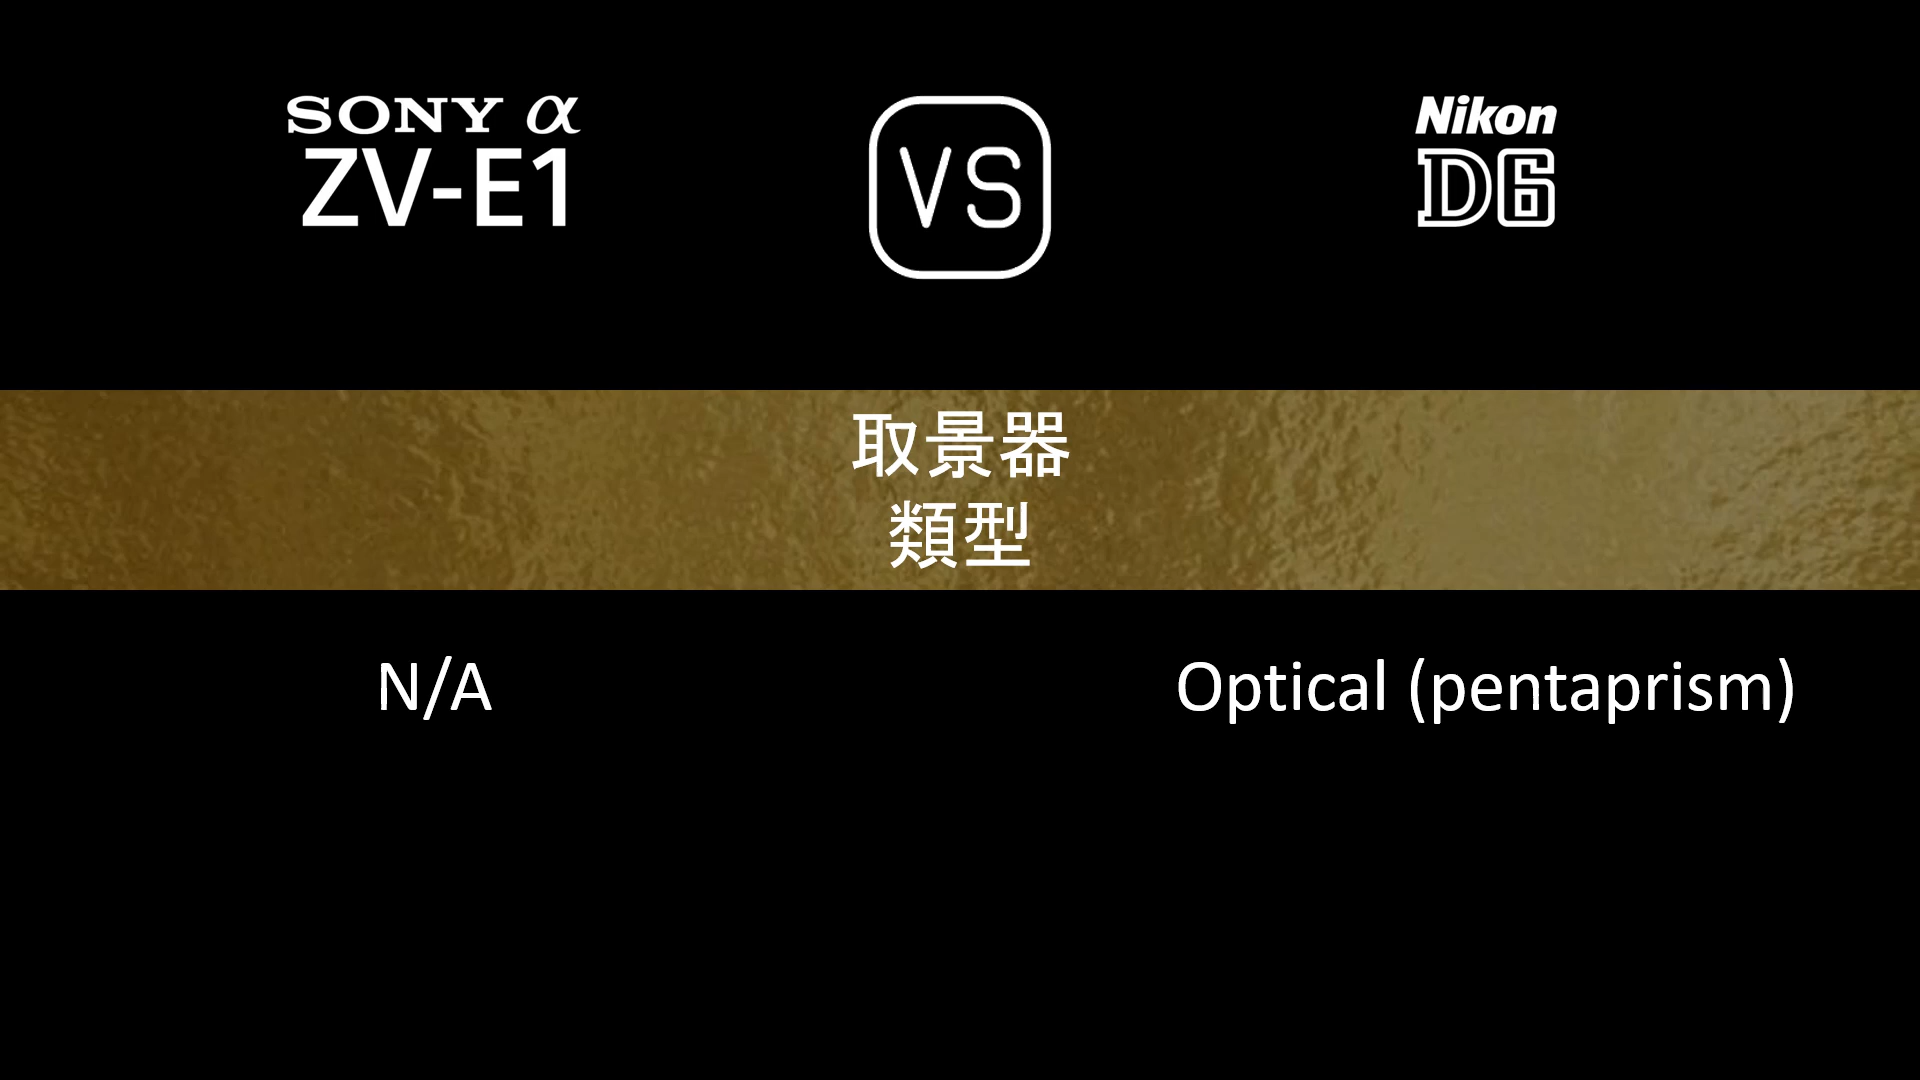 SONY α
ZV-E1
VS
Nikon
D6
取景器
類型
N/A
Optical (pentaprism)